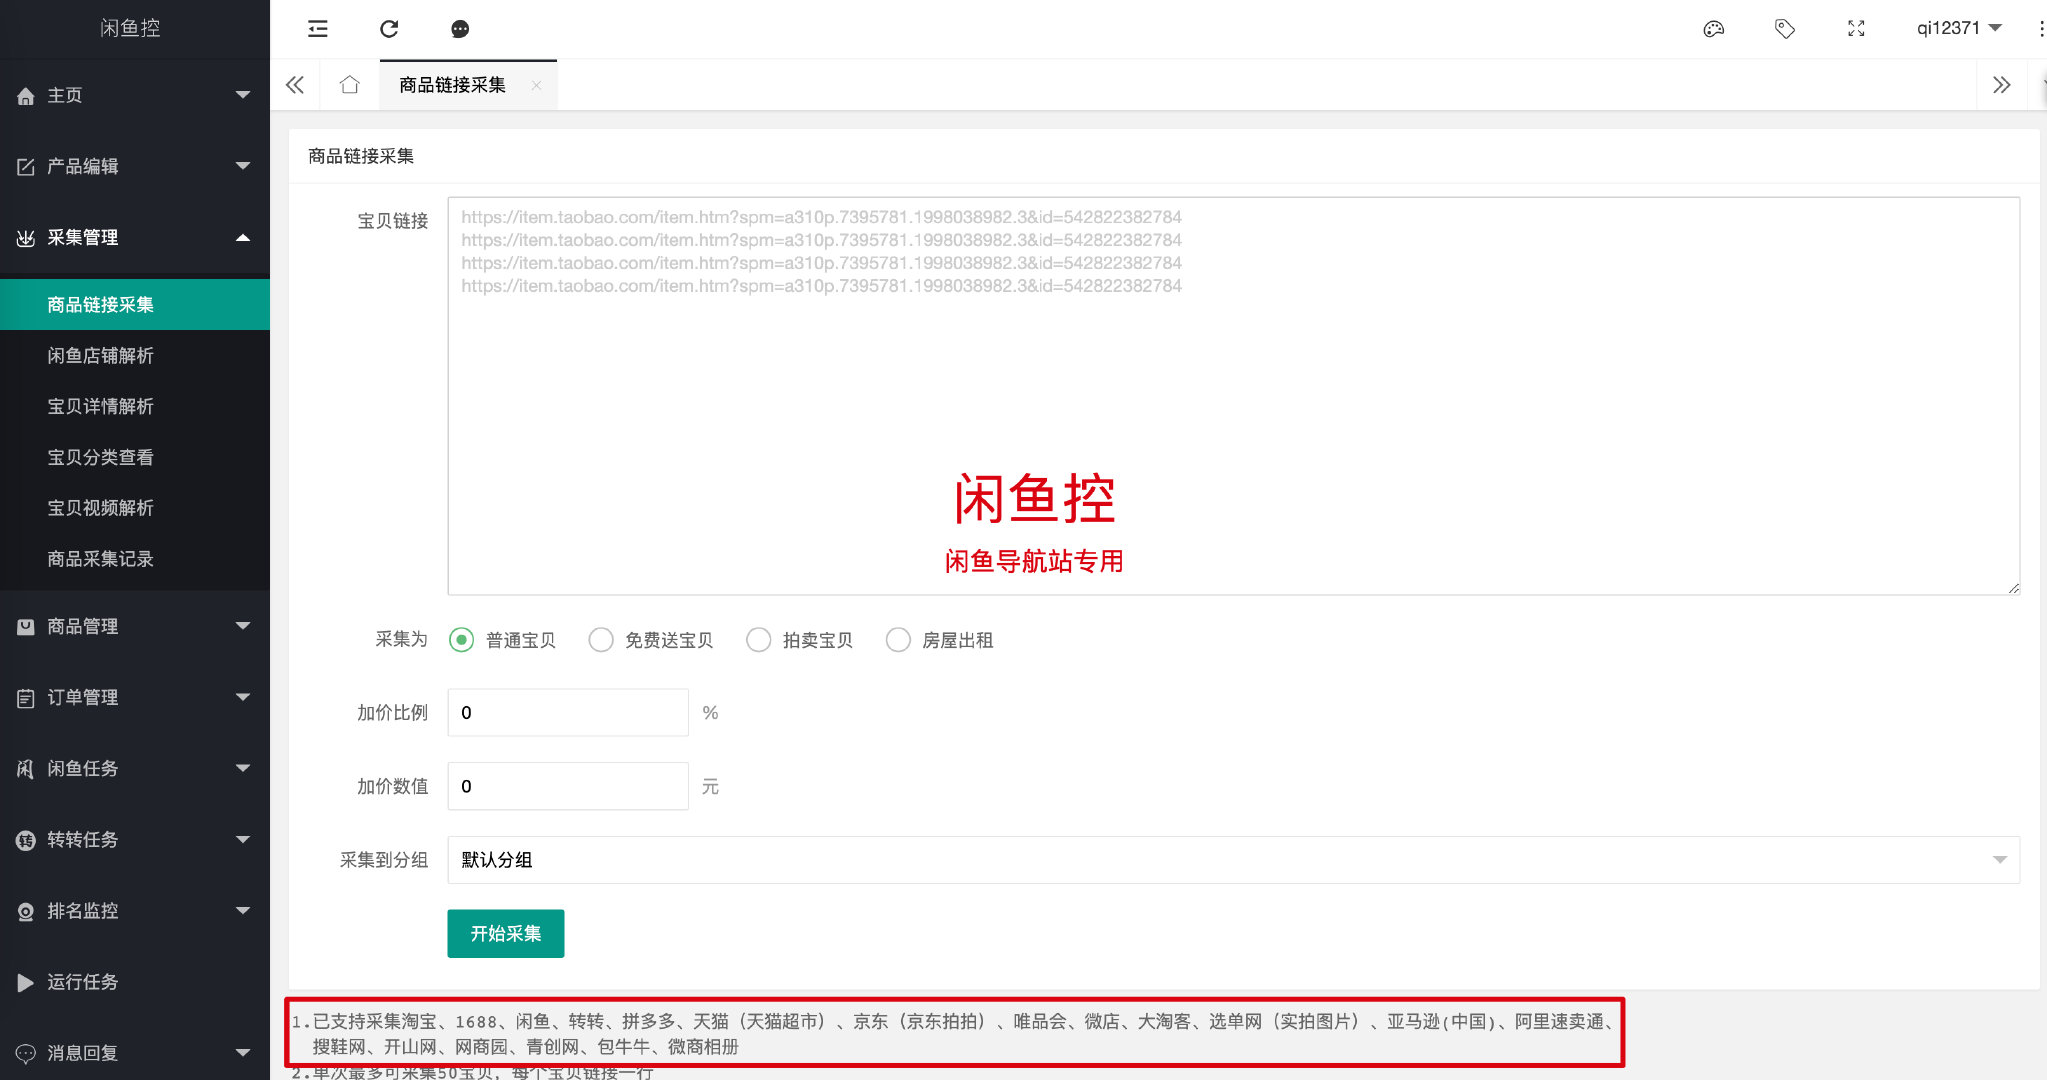 闲鱼控
qi12371
主页
商品链接采集
产品编辑
商品链接采集
采集管理
宝贝链接
https://item.taobao.com/item.htm?spm=a310p.7395781.1998038982.3&id=542822382784
https://item.taobao.com/item.htm?spm=a310p.7395781.1998038982.3&id=542822382784
https://item.taobao.com/item.htm?spm=a310p.7395781.1998038982.3&id=542822382784
https://item.taobao.com/item.htm?spm=a310p.7395781.1998038982.3&id=542822382784
商品链接采集
闲鱼店铺解析
宝贝详情解析
宝贝分类查看
宝贝视频解析
商品采集记录
闲鱼控
闲鱼导航站专用
商品管理
订单管理
闲鱼任务
转转任务
排名监控
运行任务
消息回复
采集为 普通宝贝 免费送宝贝 拍卖宝贝 房屋出租
加价比例 0 %
加价数值 0 元
采集到分组 默认分组
开始采集
1.已支持采集淘宝、1688、闲鱼、转转、拼多多、天猫（天猫超市）、京东（京东拍拍）、唯品会、微店、大淘客、选单网（实拍图片）、亚马逊(中国)、阿里速卖通、
搜鞋网、开山网、网商园、青创网、包牛牛、微商相册
2.单次最多可采集50宝贝，每个宝贝链接一行